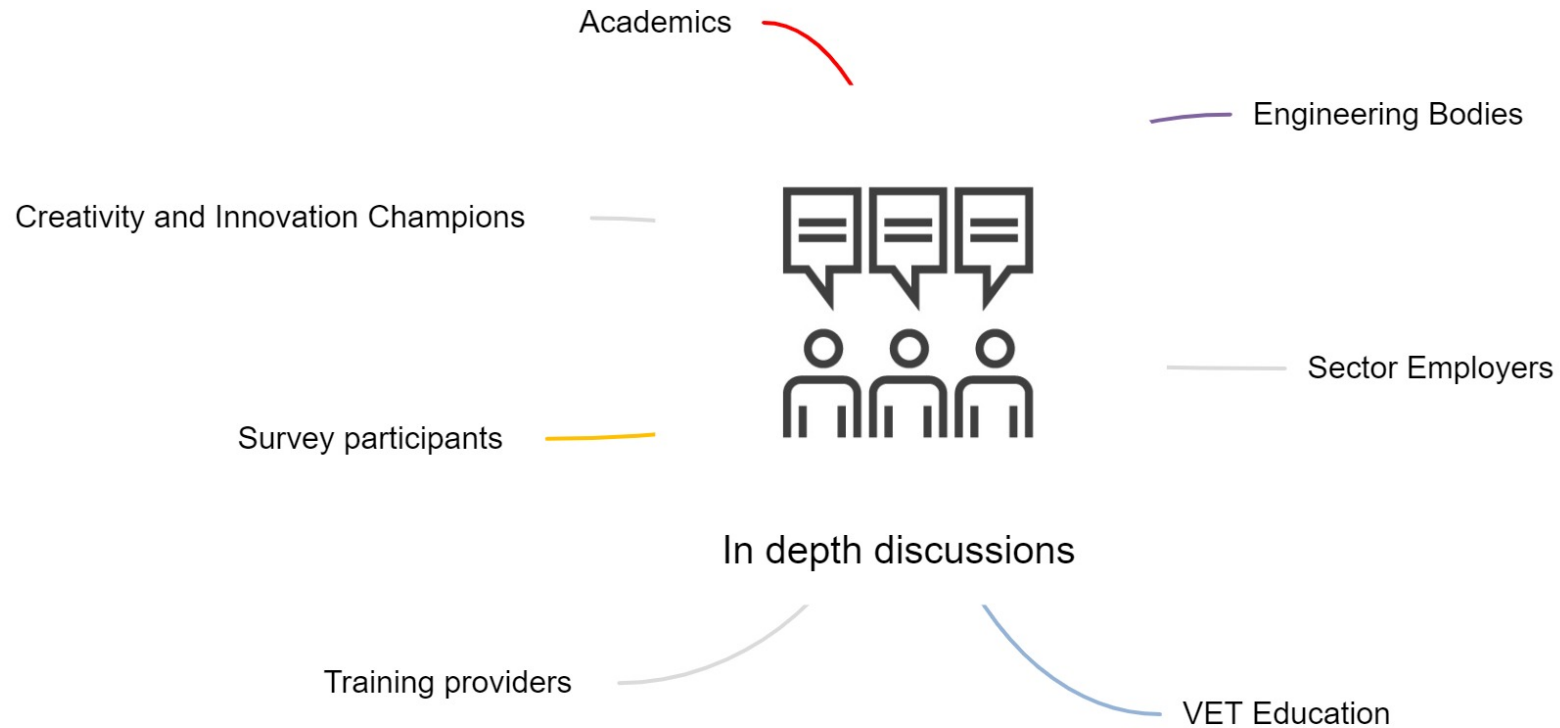 Academics
Engineering Bodies
Creativity and Innovation Champions
Sector Employers
Survey participants
In depth discussions
Training providers
VET Education